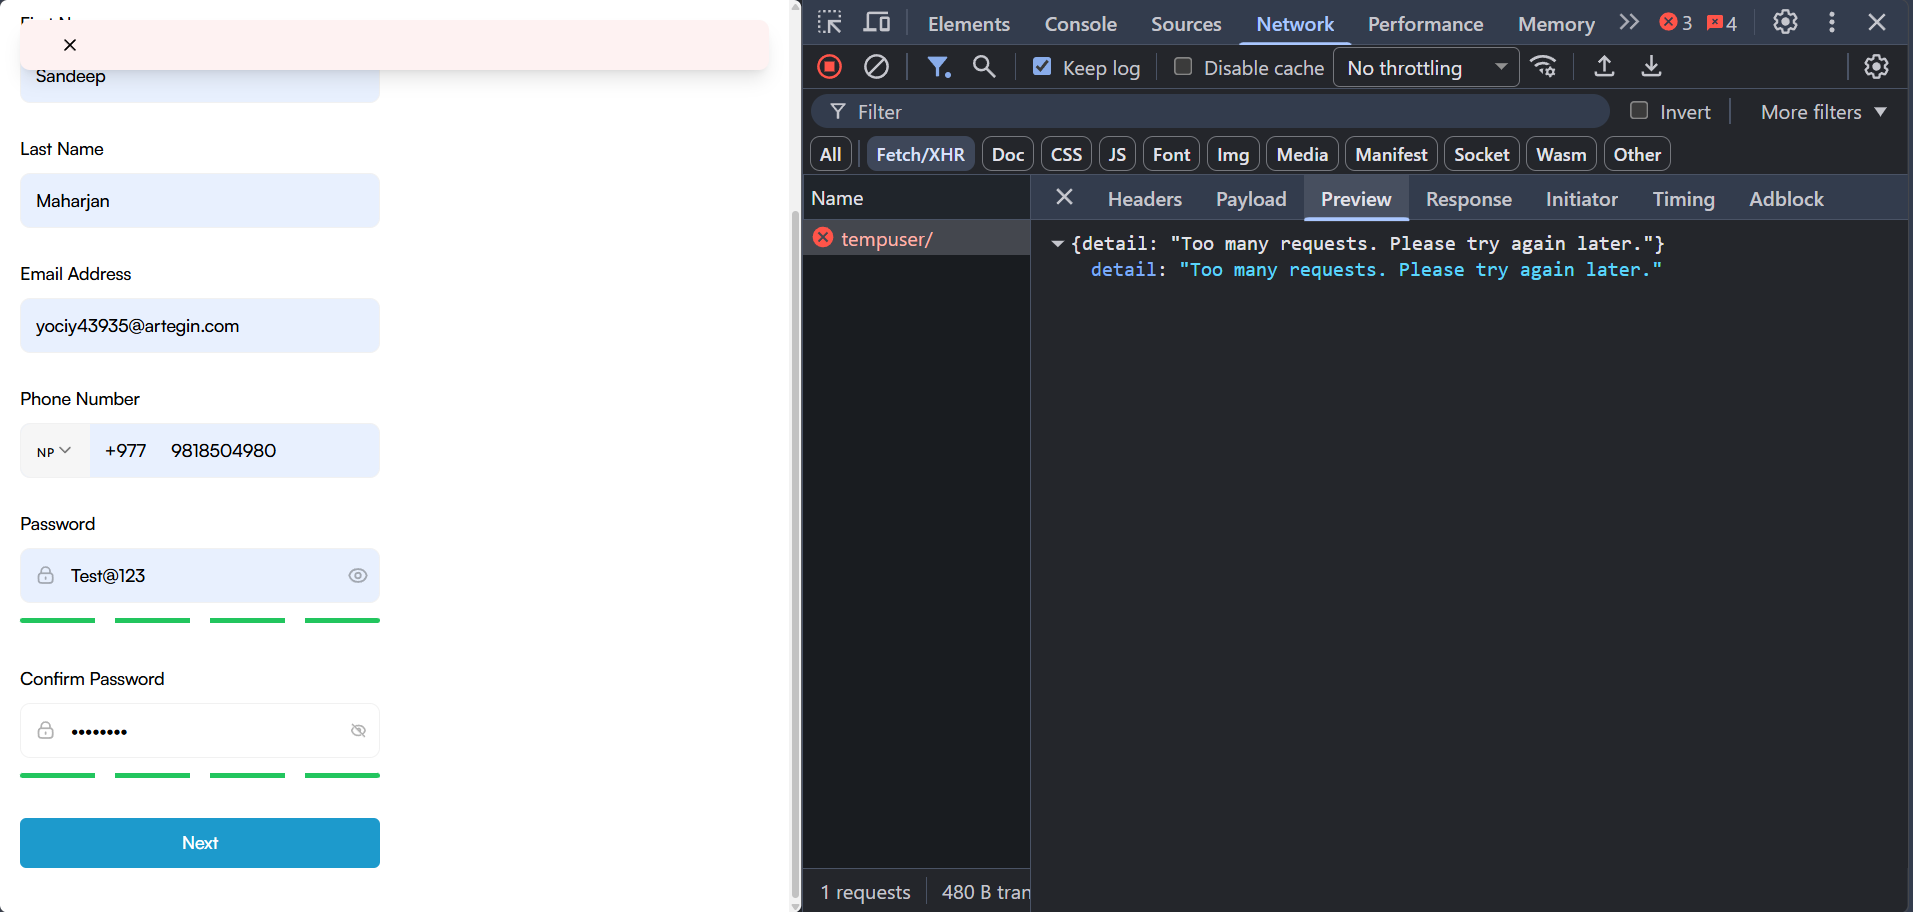 Sandeep
Last Name
Maharjan
Email Address
yociy43935@artegin.com
Phone Number
NP +977 9818504980
Password
Test@123
Confirm Password
••••••••
Next
Elements Console Sources Network Performance Memory 3 4
Keep log Disable cache No throttling
Filter Invert More filters
All Fetch/XHR Doc CSS JS Font Img Media Manifest Socket Wasm Other
Name Headers Payload Preview Response Initiator Timing Adblock
tempuser/
{detail: "Too many requests. Please try again later."}
detail: "Too many requests. Please try again later."
1 requests 480 B tran